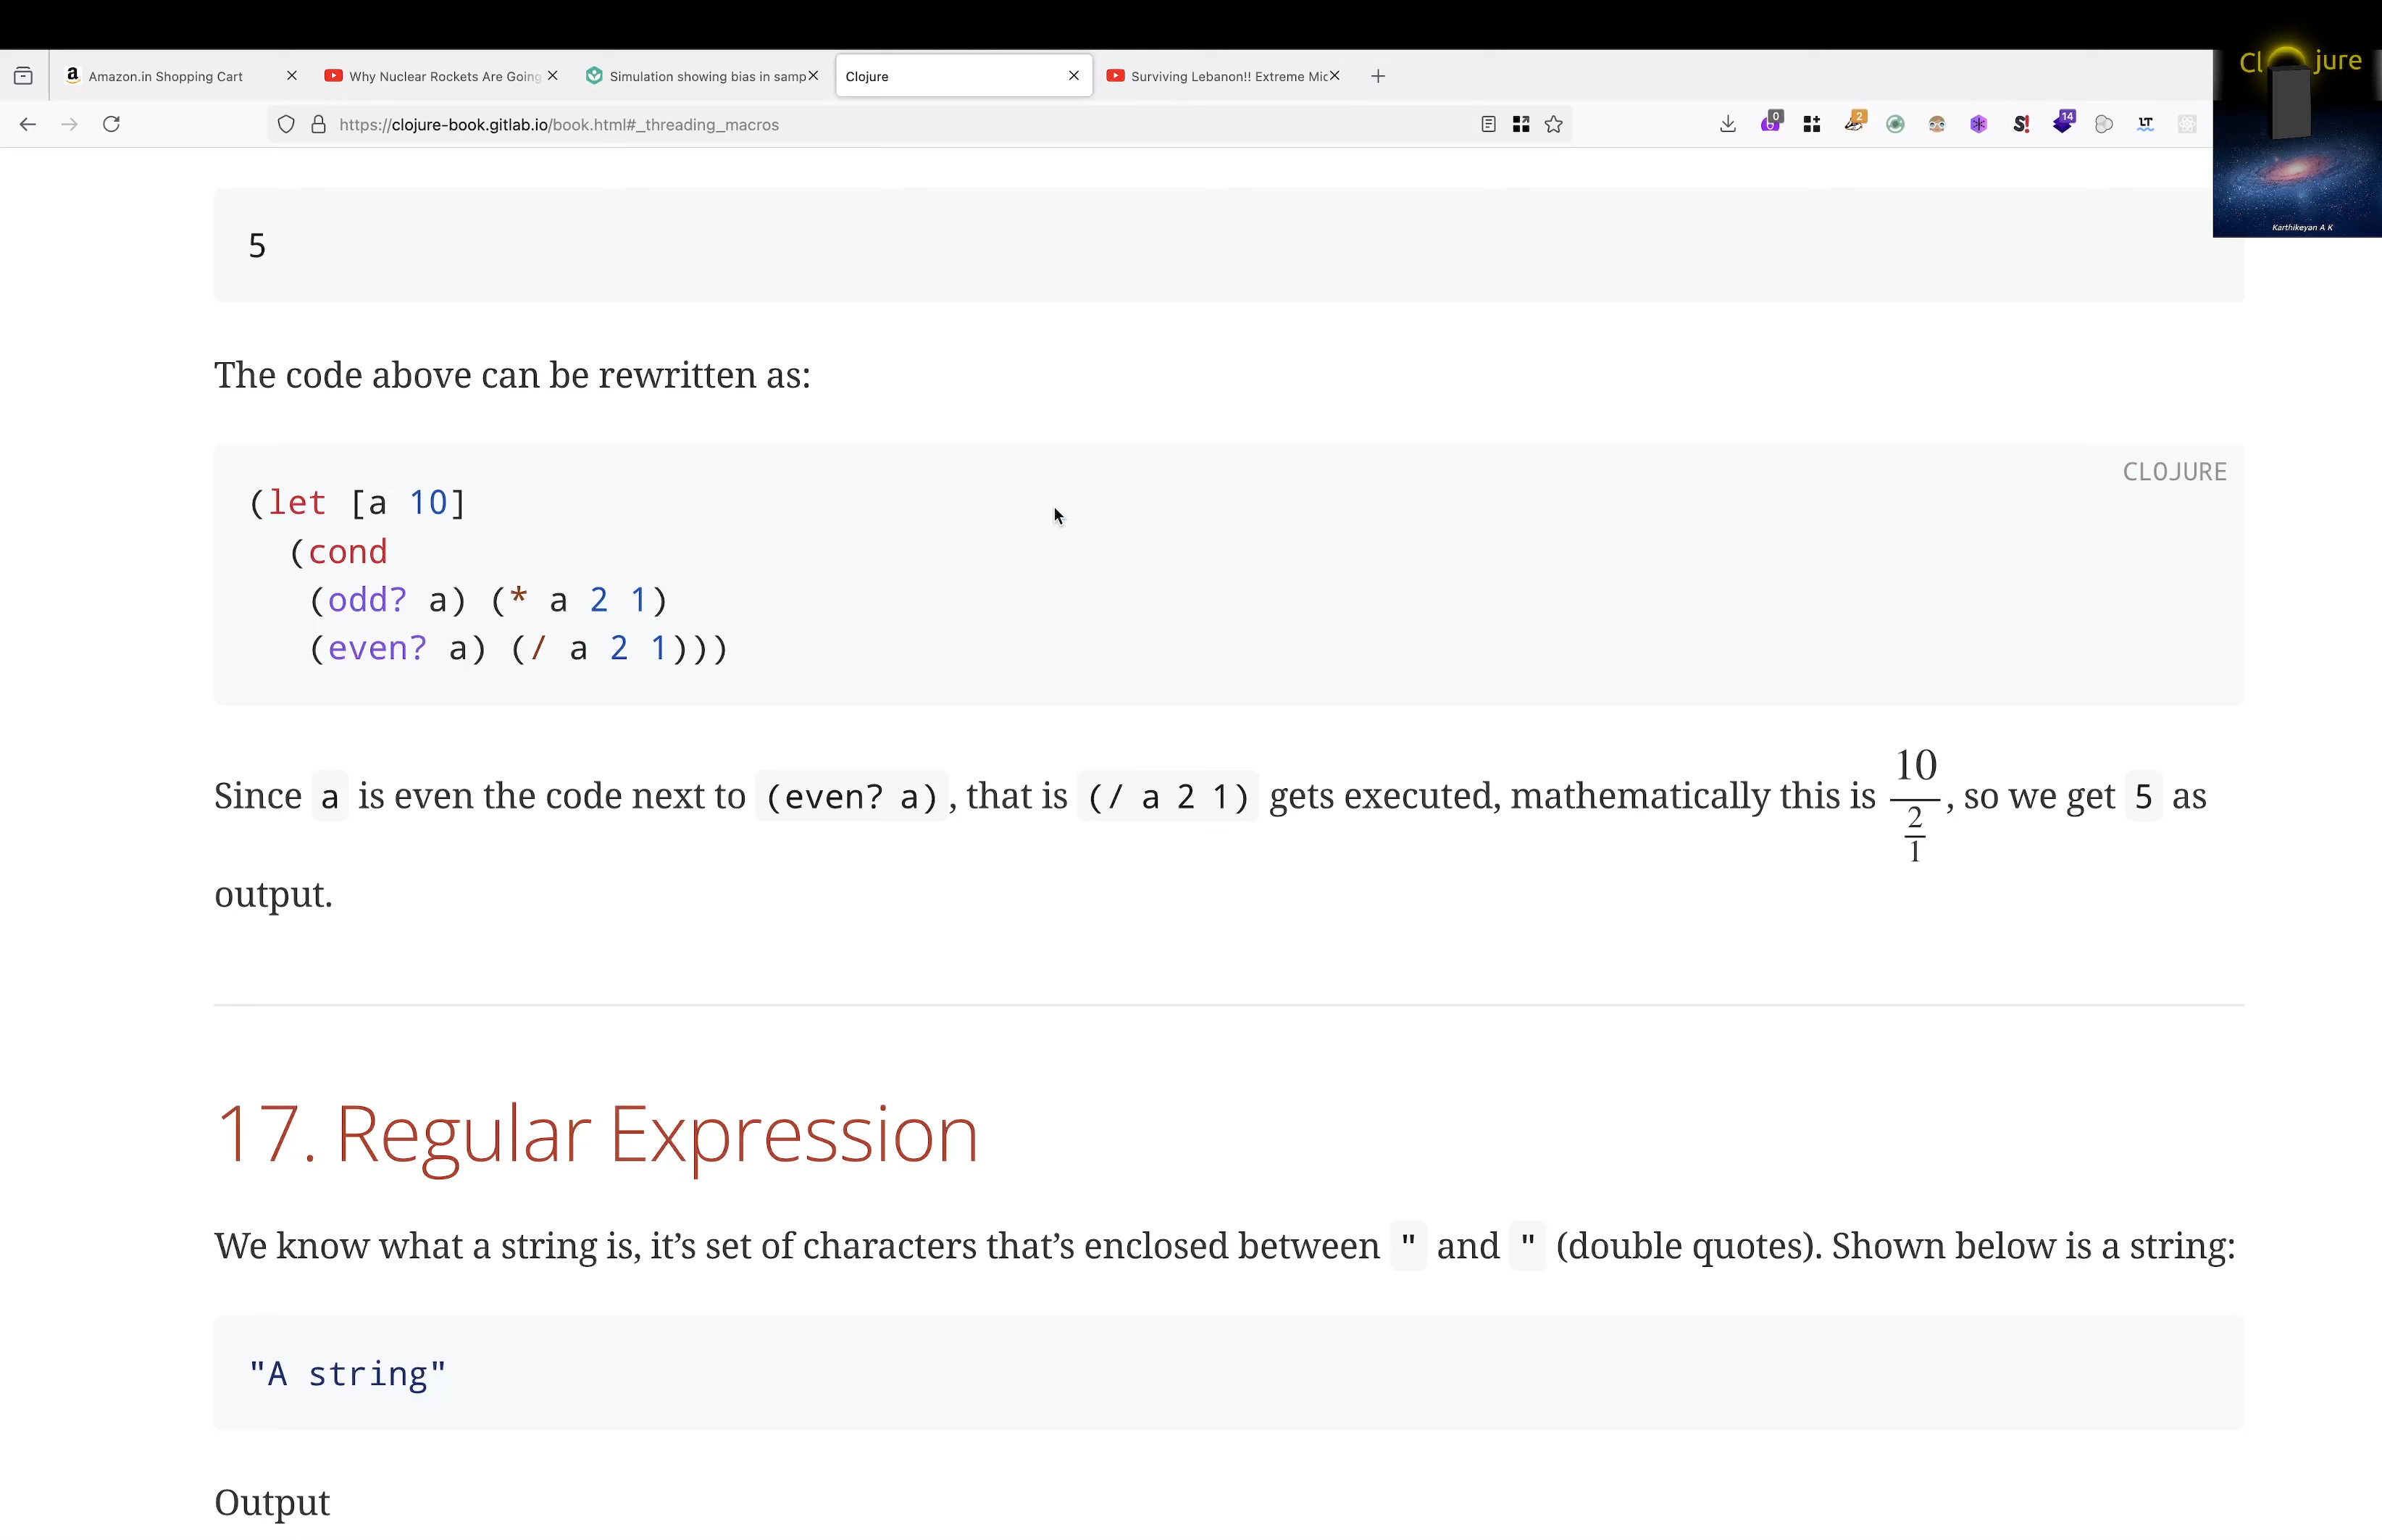 Amazon.in Shopping Cart
Why Nuclear Rockets Are Going
Simulation showing bias in samp
Clojure
Surviving Lebanon!! Extreme Mic
https://clojure-book.gitlab.io/book.html#_threading_macros
0
2
S!
14
LT
Cl jure
Karthikeyan A K
5
The code above can be rewritten as:
CLOJURE
(let [a 10]
(cond
(odd? a) (* a 2 1)
(even? a) (/ a 2 1)))
Since a is even the code next to (even? a), that is (/ a 2 1) gets executed, mathematically this is 10/(2/1), so we get 5 as
output.
17. Regular Expression
We know what a string is, it’s set of characters that’s enclosed between " and " (double quotes). Shown below is a string:
"A string"
Output